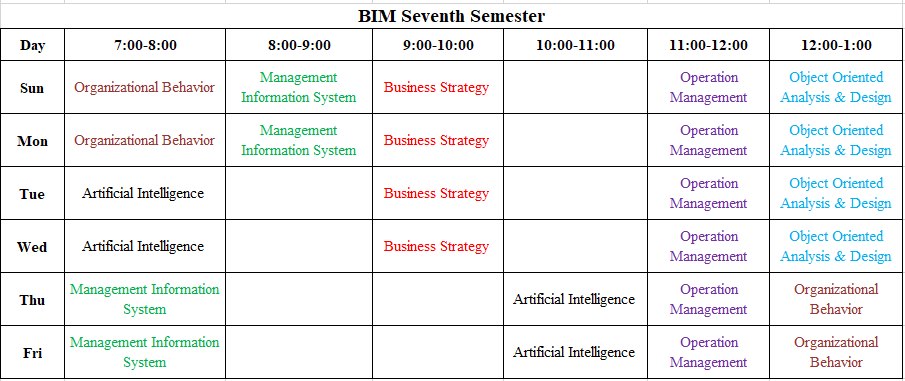 BIM Seventh Semester
Day 7:00-8:00 8:00-9:00 9:00-10:00 10:00-11:00 11:00-12:00 12:00-1:00
Sun Organizational Behavior Management Information System Business Strategy Operation Management Object Oriented Analysis & Design
Mon Organizational Behavior Management Information System Business Strategy Operation Management Object Oriented Analysis & Design
Tue Artificial Intelligence Business Strategy Operation Management Object Oriented Analysis & Design
Wed Artificial Intelligence Business Strategy Operation Management Object Oriented Analysis & Design
Thu Management Information System Artificial Intelligence Operation Management Organizational Behavior
Fri Management Information System Artificial Intelligence Operation Management Organizational Behavior